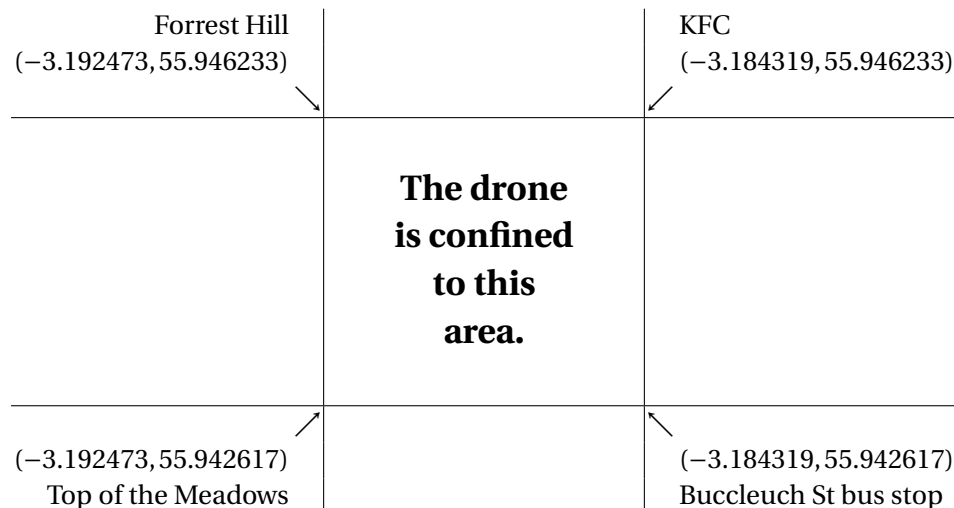 Forrest Hill
(−3.192473, 55.946233)
KFC
(−3.184319, 55.946233)
The drone
is confined
to this
area.
(−3.192473, 55.942617)
Top of the Meadows
(−3.184319, 55.942617)
Buccleuch St bus stop